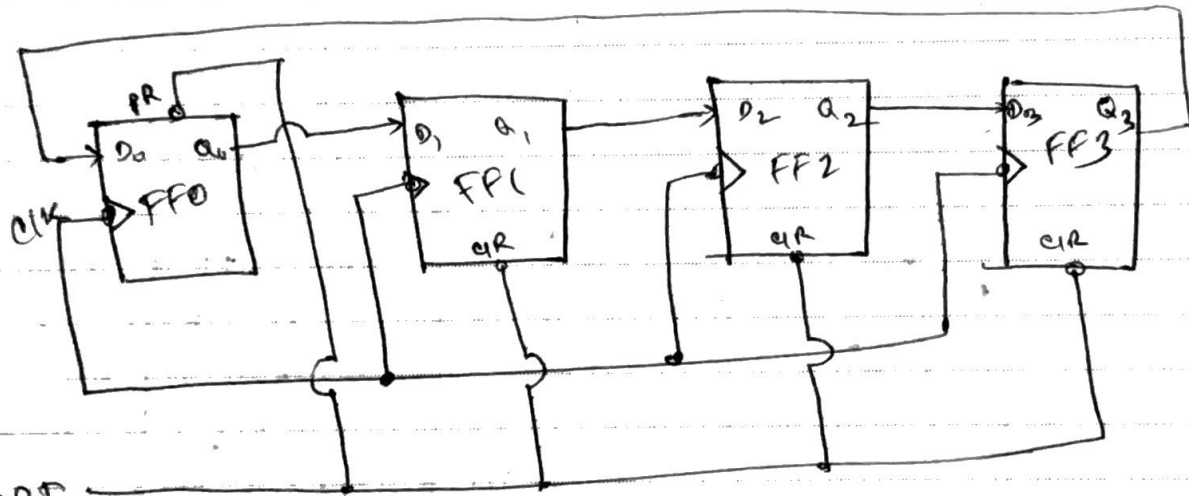 PR
D₀ Q₀
FF0
CLK
D₁ Q₁
FF1
CLR
D₂ Q₂
FF2
CLR
D₃ Q₃
FF3
CLR